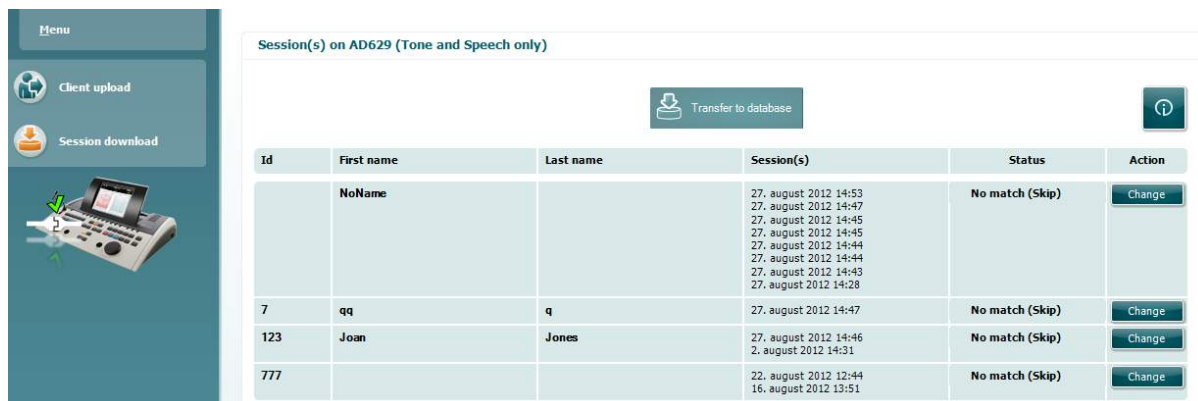 Menu
Client upload
Session download
Session(s) on AD629 (Tone and Speech only)
Transfer to database
Id First name Last name Session(s) Status Action
NoName 27. august 2012 14:53 No match (Skip) Change
27. august 2012 14:47
27. august 2012 14:45
27. august 2012 14:45
27. august 2012 14:44
27. august 2012 14:44
27. august 2012 14:43
27. august 2012 14:28
7 qq q 27. august 2012 14:47 No match (Skip) Change
123 Joan Jones 27. august 2012 14:46 No match (Skip) Change
2. august 2012 14:31
777 22. august 2012 12:44 No match (Skip) Change
16. august 2012 13:51